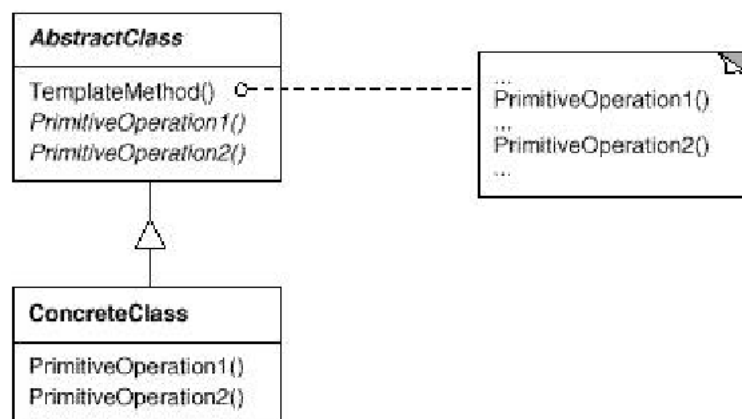 AbstractClass
TemplateMethod()
PrimitiveOperation1()
PrimitiveOperation2()
...
PrimitiveOperation1()
...
PrimitiveOperation2()
...
ConcreteClass
PrimitiveOperation1()
PrimitiveOperation2()